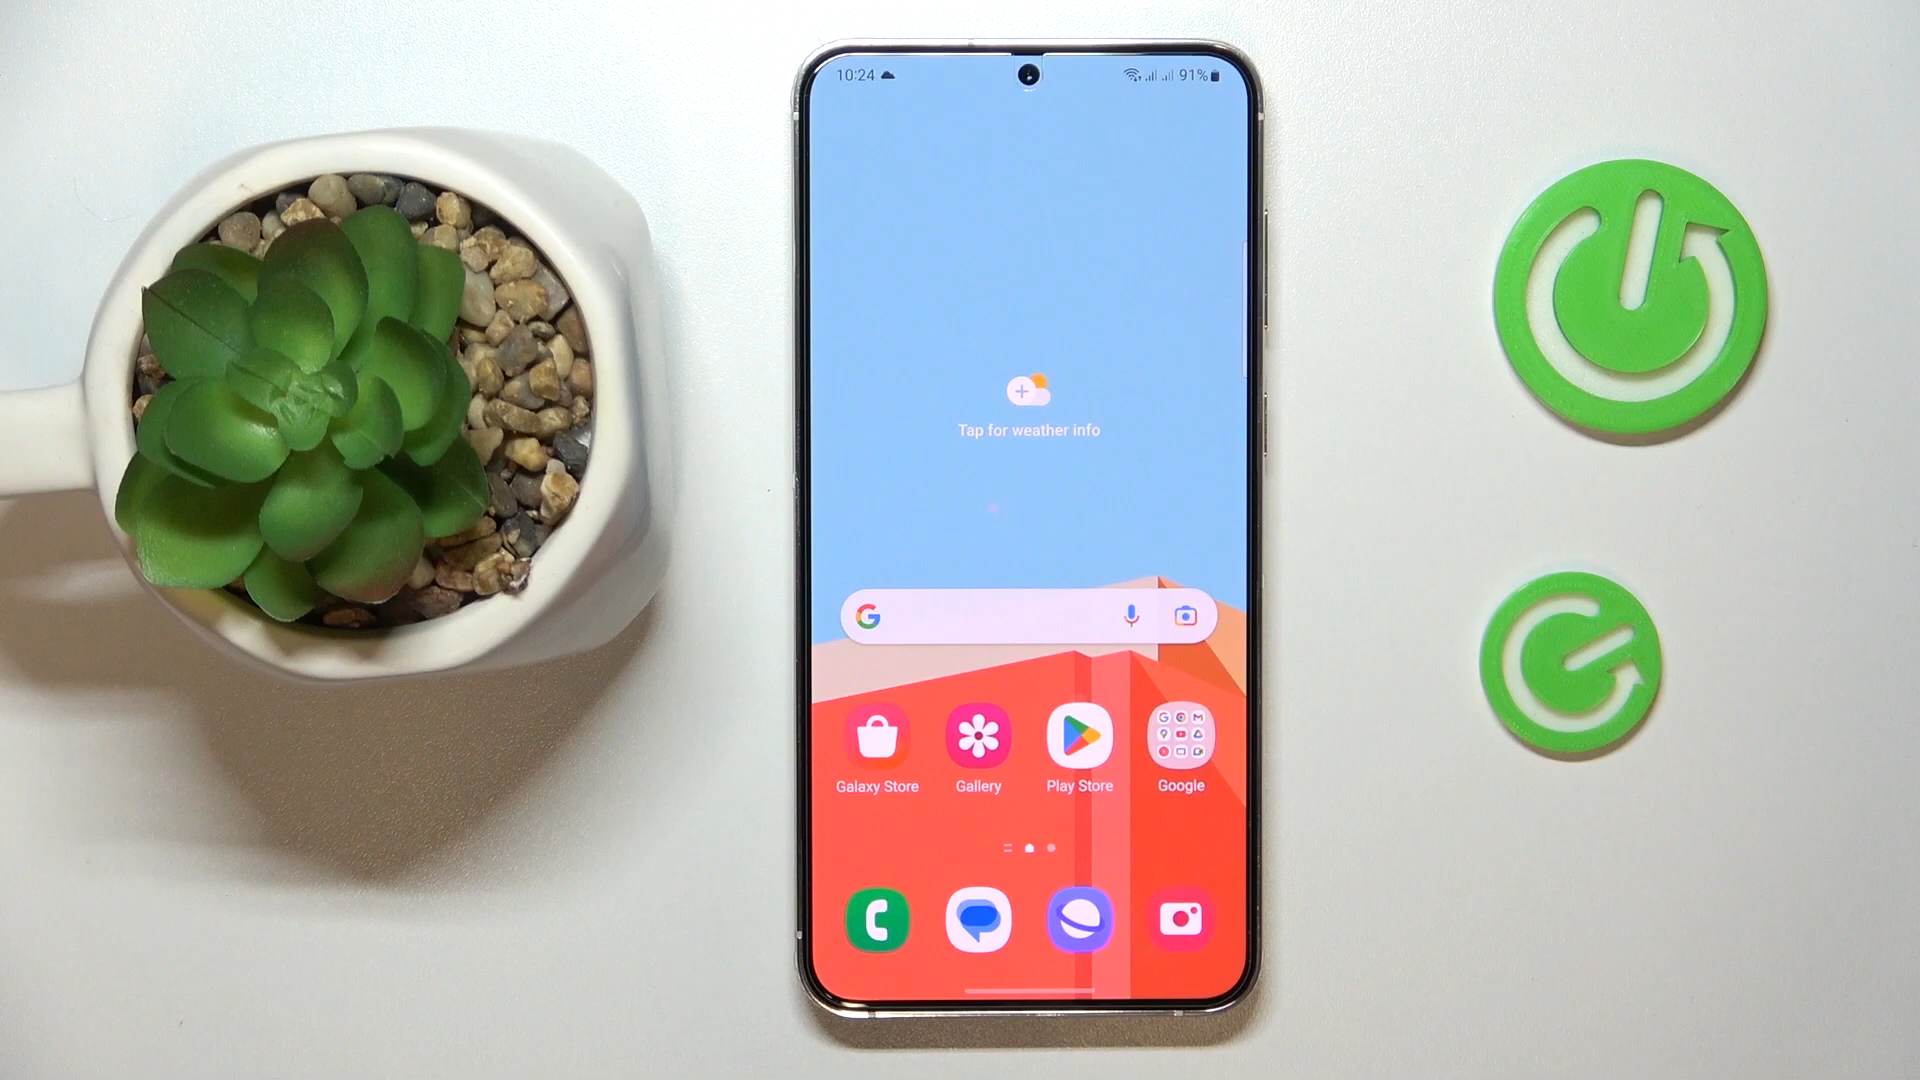 10:24
91%
Tap for weather info
Galaxy Store
Gallery
Play Store
Google